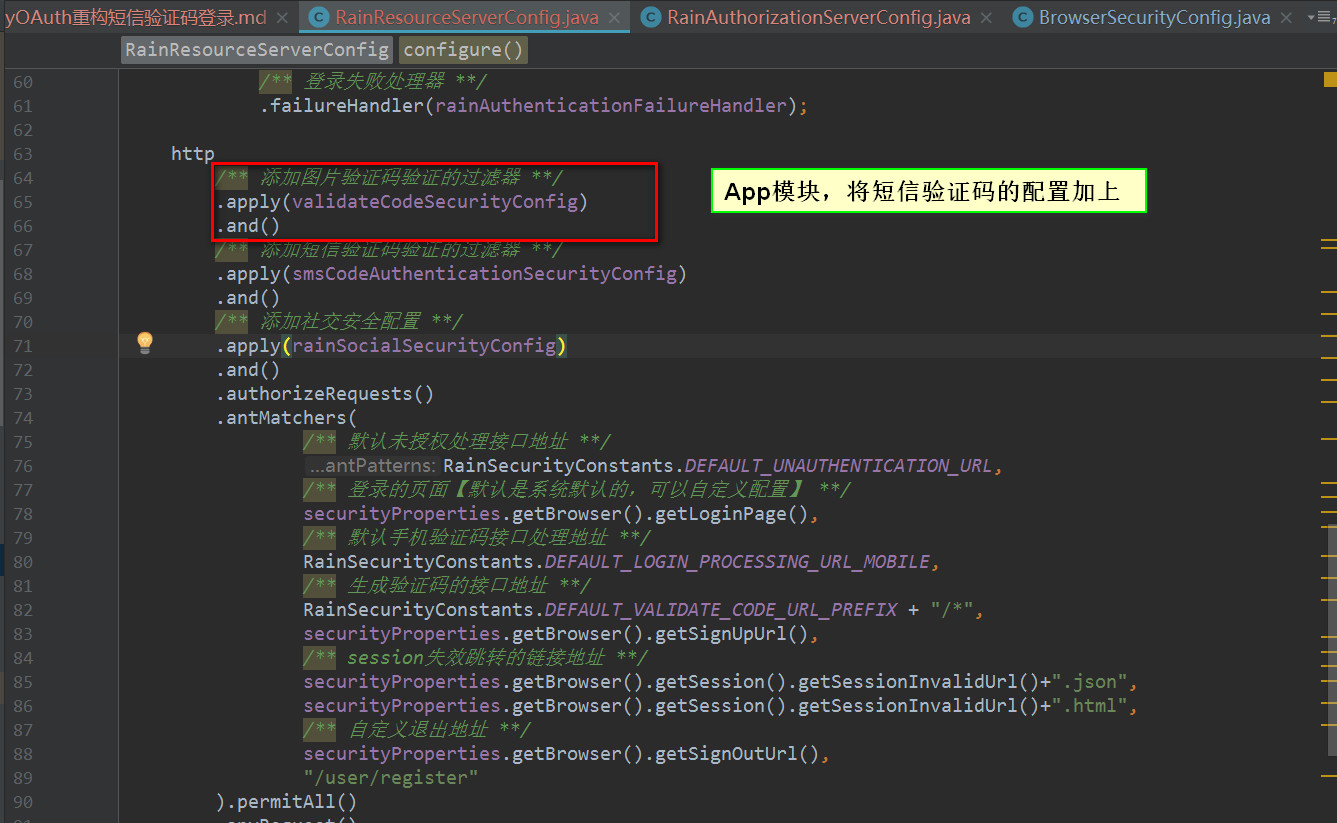 yOAuth重构短信验证码登录.md RainResourceServerConfig.java RainAuthorizationServerConfig.java BrowserSecurityConfig.java
RainResourceServerConfig configure()
60 /** 登录失败处理器 **/
61 .failureHandler(rainAuthenticationFailureHandler);
62
63 http
64 /** 添加图片验证码验证的过滤器 **/
65 .apply(validateCodeSecurityConfig)
App模块，将短信验证码的配置加上
66 .and()
67 /** 添加短信验证码验证的过滤器 **/
68 .apply(smsCodeAuthenticationSecurityConfig)
69 .and()
70 /** 添加社交安全配置 **/
71 .apply(rainSocialSecurityConfig)
72 .and()
73 .authorizeRequests()
74 .antMatchers(
75 /** 默认未授权处理接口地址 **/
76 ...antPatterns: RainSecurityConstants.DEFAULT_UNAUTHENTICATION_URL,
77 /** 登录的页面【默认是系统默认的，可以自定义配置】 **/
78 securityProperties.getBrowser().getLoginPage(),
79 /** 默认手机验证码接口处理地址 **/
80 RainSecurityConstants.DEFAULT_LOGIN_PROCESSING_URL_MOBILE,
81 /** 生成验证码的接口地址 **/
82 RainSecurityConstants.DEFAULT_VALIDATE_CODE_URL_PREFIX + "/*",
83 securityProperties.getBrowser().getSignUpUrl(),
84 /** session失效跳转的链接地址 **/
85 securityProperties.getBrowser().getSession().getSessionInvalidUrl()+".json",
86 securityProperties.getBrowser().getSession().getSessionInvalidUrl()+".html",
87 /** 自定义退出地址 **/
88 securityProperties.getBrowser().getSignOutUrl(),
89 "/user/register"
90 ).permitAll()